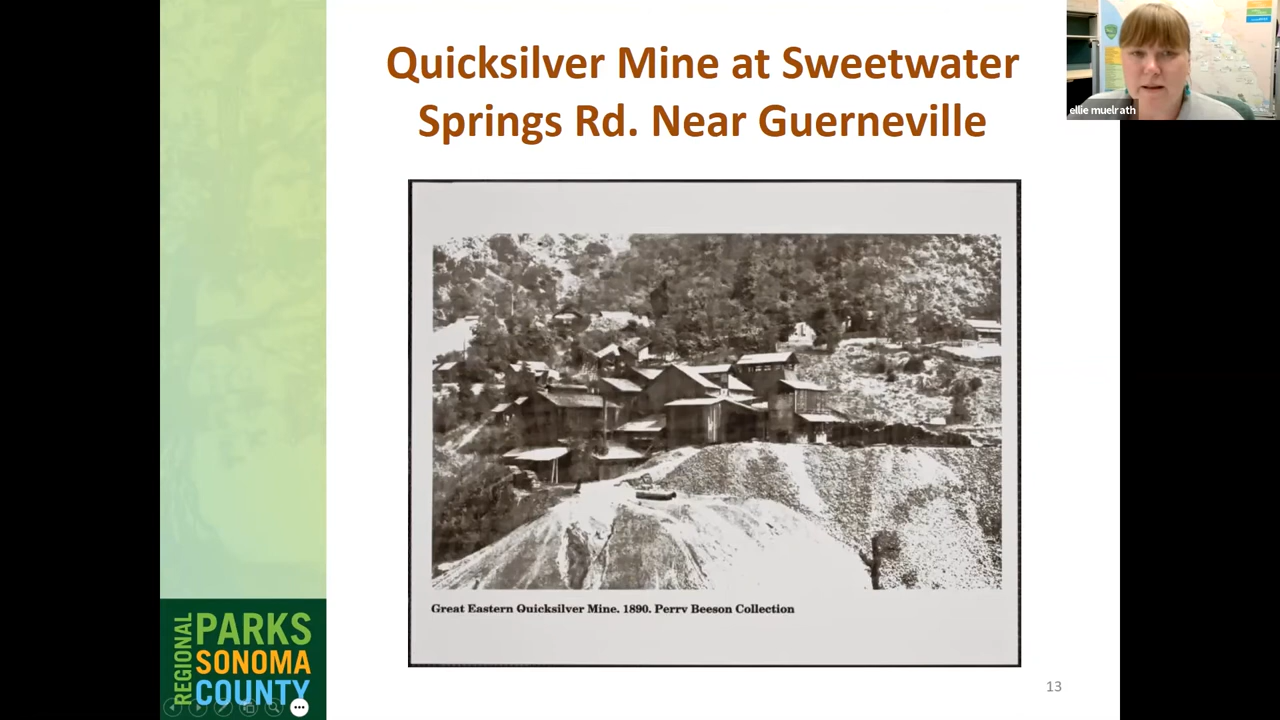 Quicksilver Mine at Sweetwater
Springs Rd. Near Guerneville
ellie muelrath
Great Eastern Quicksilver Mine. 1890. Perry Beeson Collection
REGIONAL
PARKS
SONOMA
COUNTY
13